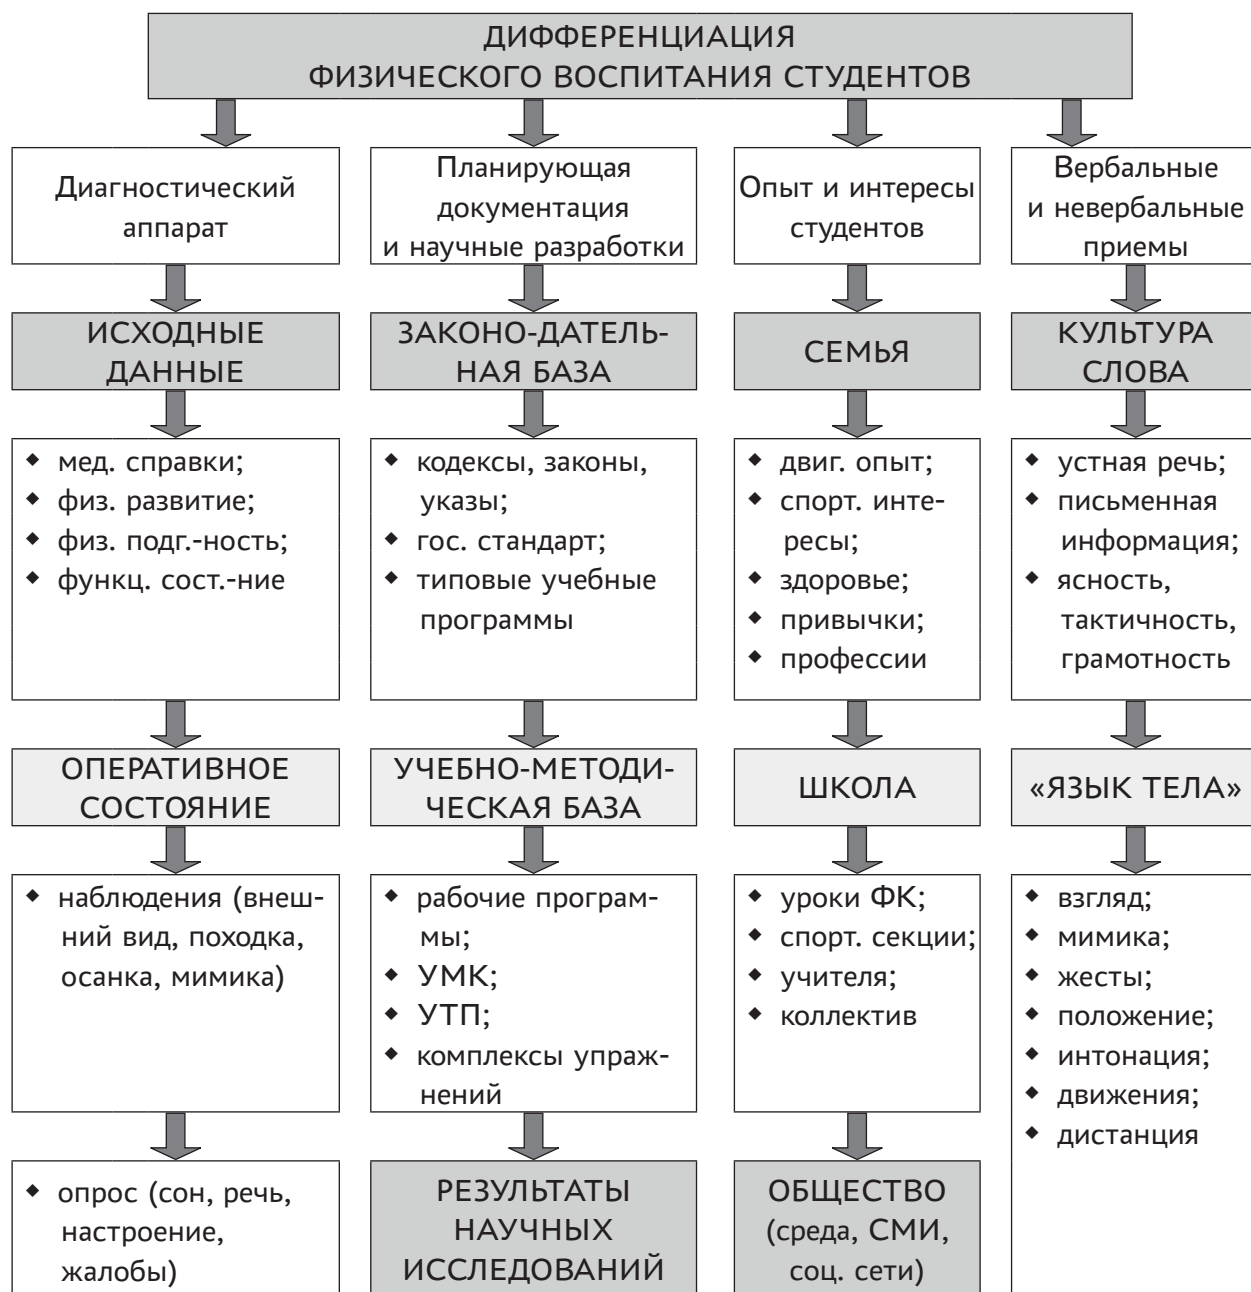 ДИФФЕРЕНЦИАЦИЯ
ФИЗИЧЕСКОГО ВОСПИТАНИЯ СТУДЕНТОВ
Диагностический
аппарат
Планирующая
документация
и научные разработки
Опыт и интересы
студентов
Вербальные
и невербальные
приемы
ИСХОДНЫЕ
ДАННЫЕ
ЗАКОНО-ДАТЕЛЬ-
НАЯ БАЗА
СЕМЬЯ
КУЛЬТУРА
СЛОВА
◆ мед. справки;
◆ физ. развитие;
◆ физ. подг.-ность;
◆ функц. сост.-ние
◆ кодексы, законы,
указы;
◆ гос. стандарт;
◆ типовые учебные
программы
◆ двиг. опыт;
◆ спорт. инте-
ресы;
◆ здоровье;
◆ привычки;
◆ профессии
◆ устная речь;
◆ письменная
информация;
◆ ясность,
тактичность,
грамотность
ОПЕРАТИВНОЕ
СОСТОЯНИЕ
УЧЕБНО-МЕТОДИ-
ЧЕСКАЯ БАЗА
ШКОЛА
«ЯЗЫК ТЕЛА»
◆ наблюдения (внеш-
ний вид, походка,
осанка, мимика)
◆ рабочие програм-
мы;
◆ УМК;
◆ УТП;
◆ комплексы упраж-
нений
◆ уроки ФК;
◆ спорт. секции;
◆ учителя;
◆ коллектив
◆ взгляд;
◆ мимика;
◆ жесты;
◆ положение;
◆ интонация;
◆ движения;
◆ дистанция
◆ опрос (сон, речь,
настроение,
жалобы)
РЕЗУЛЬТАТЫ
НАУЧНЫХ
ИССЛЕДОВАНИЙ
ОБЩЕСТВО
(среда, СМИ,
соц. сети)